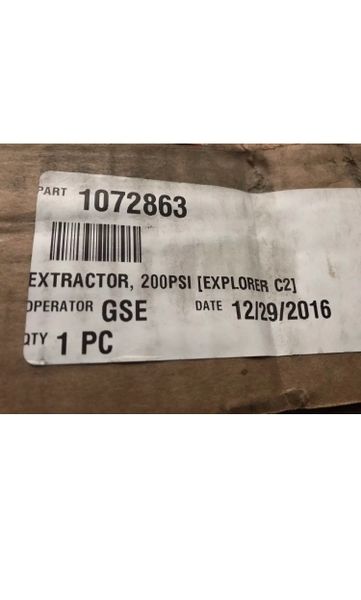 PART 1072863
EXTRACTOR, 200PSI [EXPLORER C2]
OPERATOR GSE DATE 12/29/2016
QTY 1 PC